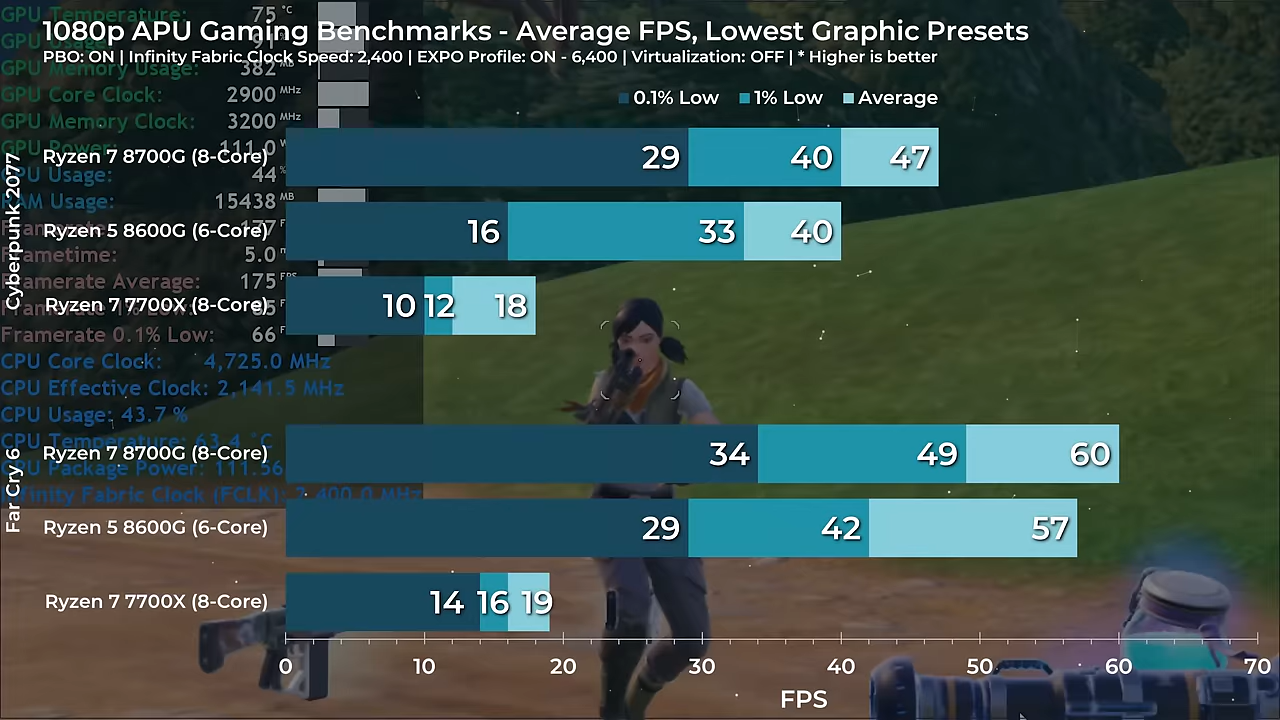 1080p APU Gaming Benchmarks - Average FPS, Lowest Graphic Presets
PBO: ON | Infinity Fabric Clock Speed: 2,400 | EXPO Profile: ON - 6,400 | Virtualization: OFF | * Higher is better
0.1% Low 1% Low Average
Cyberpunk 2077
Ryzen 7 8700G (8-Core) 29 40 47
Ryzen 5 8600G (6-Core) 16 33 40
Ryzen 7 7700X (8-Core) 10 12 18
Far Cry 6
Ryzen 7 8700G (8-Core) 34 49 60
Ryzen 5 8600G (6-Core) 29 42 57
Ryzen 7 7700X (8-Core) 14 16 19
0 10 20 30 40 50 60 70
FPS
GPU Temperature: 75 °C
GPU Usage: 91
GPU Memory Usage: 382 MB
GPU Core Clock: 2900 MHz
GPU Memory Clock: 3200 MHz
GPU Power: 111.0 W
CPU Usage: 44 %
RAM Usage: 15438 MB
Frametime: 5.0
Framerate Average: 175 FPS
Framerate 0.1% Low: 66
CPU Core Clock: 4,725.0 MHz
CPU Effective Clock: 2,141.5 MHz
CPU Usage: 43.7 %
CPU Temperature: 63.4 °C
CPU Package Power: 111.56
Infinity Fabric Clock (FCLK): 2,400.0 MHz